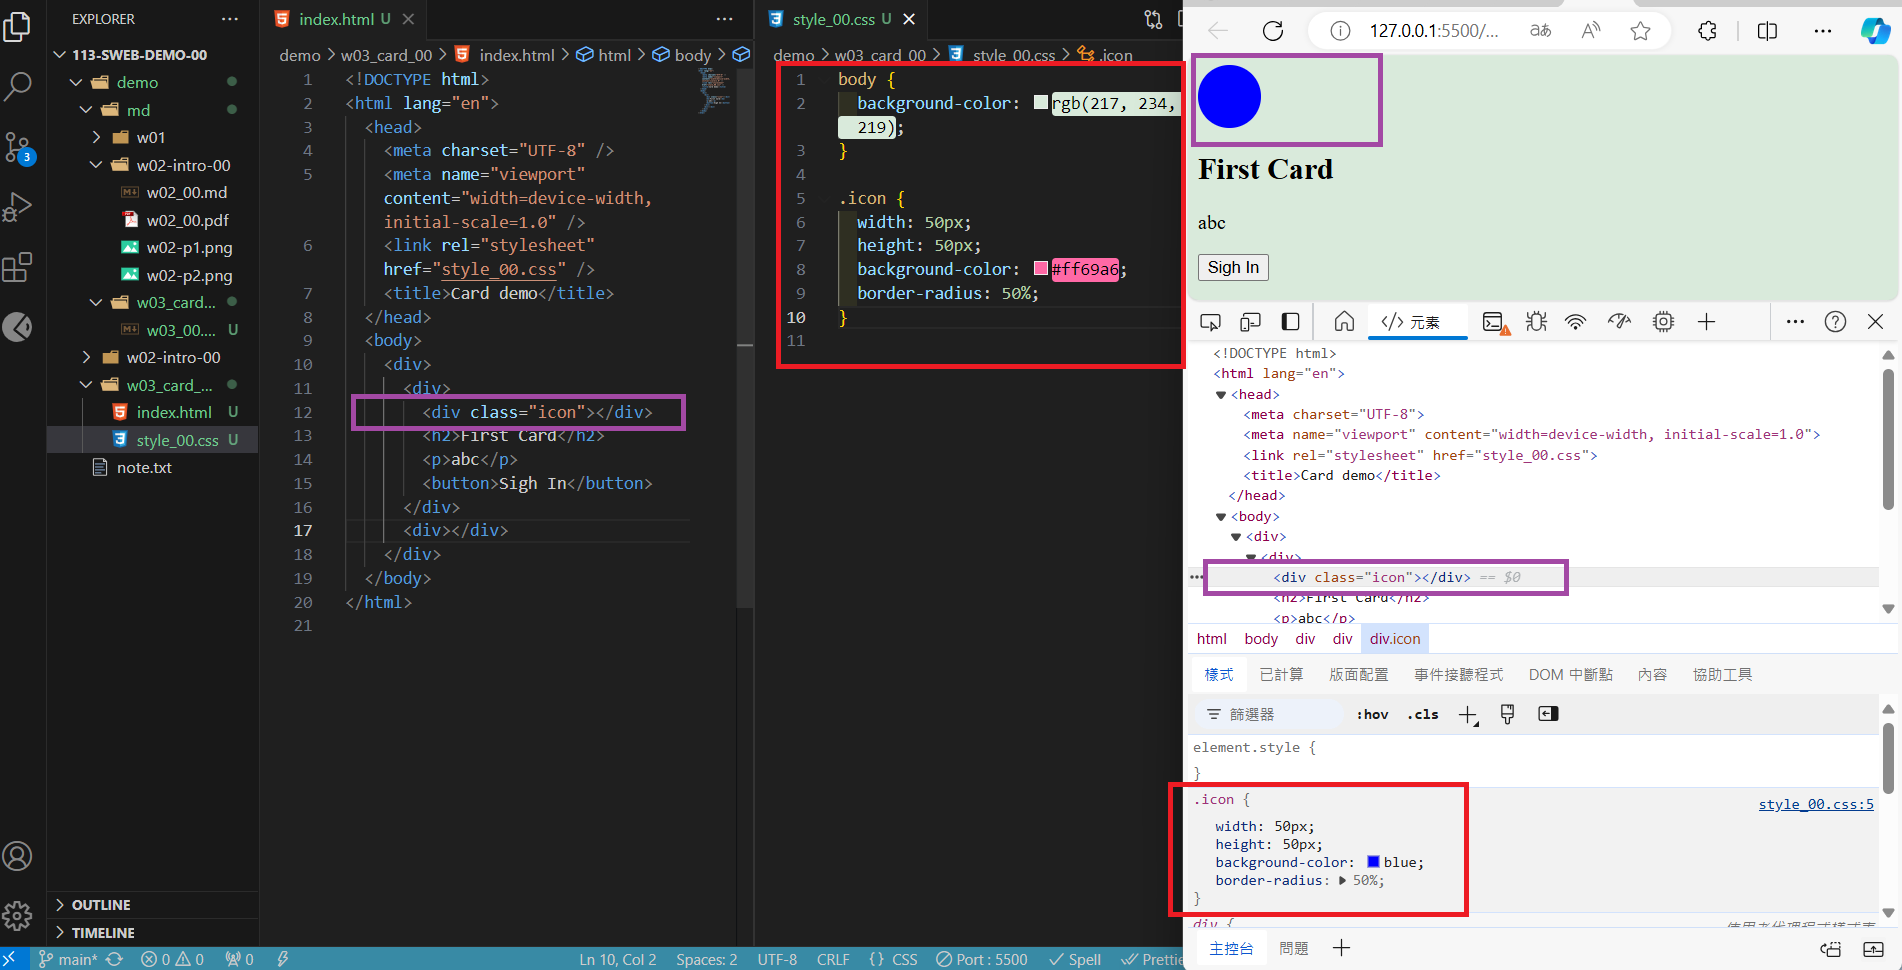 EXPLORER
113-SWEB-DEMO-00
demo
md
w01
w02-intro-00
w02_00.md
w02_00.pdf
w02-p1.png
w02-p2.png
w03_card...
w03_00.... U
w02-intro-00
w03_card_...
index.html U
style_00.css U
note.txt
OUTLINE
TIMELINE
index.html U
demo > w03_card_00 > index.html > html > body >
1 <!DOCTYPE html>
2 <html lang="en">
3 <head>
4 <meta charset="UTF-8" />
5 <meta name="viewport"
content="width=device-width,
initial-scale=1.0" />
6 <link rel="stylesheet"
href="style_00.css" />
7 <title>Card demo</title>
8 </head>
9 <body>
10 <div>
11 <div>
12 <div class="icon"></div>
13 <h2>First Card</h2>
14 <p>abc</p>
15 <button>Sigh In</button>
16 </div>
17 <div></div>
18 </div>
19 </body>
20 </html>
21
style_00.css U
demo > w03_card_00 > style_00.css > .icon
1 body {
2 background-color: rgb(217, 234,
219);
3 }
4
5 .icon {
6 width: 50px;
7 height: 50px;
8 background-color: #ff69a6;
9 border-radius: 50%;
10 }
11
127.0.0.1:5500/...
First Card
abc
Sigh In
元素
<!DOCTYPE html>
<html lang="en">
<head>
<meta charset="UTF-8">
<meta name="viewport" content="width=device-width, initial-scale=1.0">
<link rel="stylesheet" href="style_00.css">
<title>Card demo</title>
</head>
<body>
<div>
<div>
<div class="icon"></div> == $0
<h2>First Card</h2>
<p>abc</p>
html body div div div.icon
樣式 已計算 版面配置 事件接聽程式 DOM 中斷點 內容 協助工具
篩選器 :hov .cls
element.style {
}
.icon { style_00.css:5
width: 50px;
height: 50px;
background-color: blue;
border-radius: 50%;
}
div {
主控台 問題
3
main* 0 0 0 Ln 10, Col 2 Spaces: 2 UTF-8 CRLF {} CSS Port : 5500 Spell Prettie